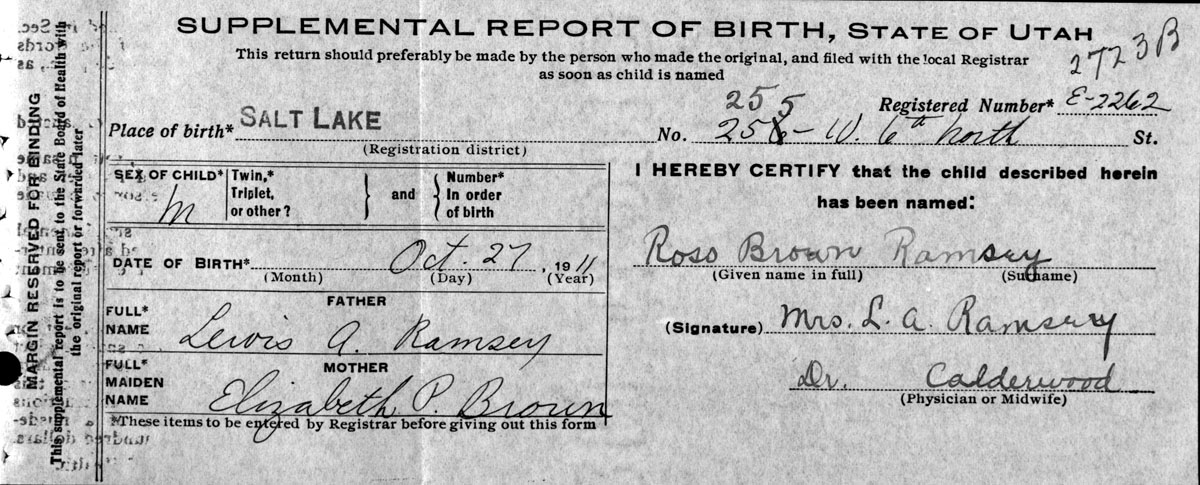 SUPPLEMENTAL REPORT OF BIRTH, STATE OF UTAH
2723B
This return should preferably be made by the person who made the original, and filed with the local Registrar
as soon as child is named
Registered Number* E-2262
255
Place of birth* SALT LAKE No. 256- W. 6th north St.
(Registration district)
SEX OF CHILD* M
Twin,* Triplet, or other? } and { Number* In order of birth
DATE OF BIRTH* Oct. 27, 1911
(Month) (Day) (Year)
FATHER
FULL* NAME Lewis A. Ramsey
MOTHER
FULL* MAIDEN NAME Elizabeth P. Brown
*These items to be entered by Registrar before giving out this form
I HEREBY CERTIFY that the child described herein
has been named:
Ross Brown Ramsey
(Given name in full) (Surname)
(Signature) Mrs. L. A. Ramsey
Dr. Calderwood
(Physician or Midwife)
MARGIN RESERVED FOR BINDING
This supplemental report is to be sent to the State Board of Health with
the original report or forwarded later